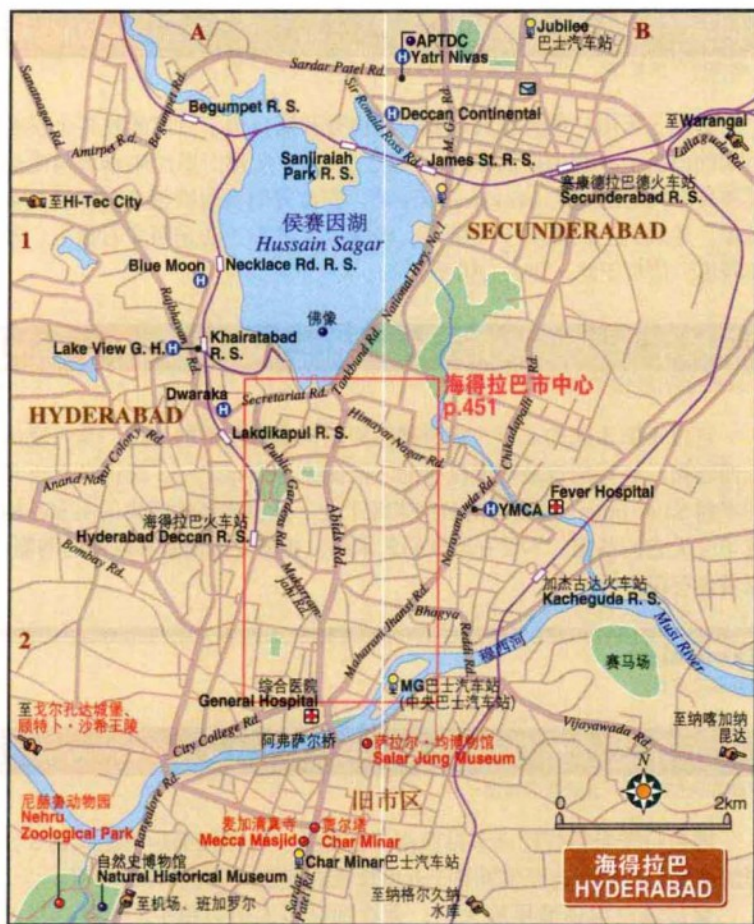 A
B
Jubilee
巴士汽车站
APTDC
Yatri Nivas
Sardar Patel Rd.
Sanatnagar Rd.
Begumpet Rd.
Sir Ronald Ross Rd.
M. G. Rd
Deccan Continental
Begumpet R. S.
Amirpet Rd.
至Warangal
Lallaguda Rd.
Sanjiraiah
Park R. S.
James St. R. S.
塞康德拉巴德火车站
Secunderabad R. S.
至Hi-Tec City
侯赛因湖
Hussain Sagar
SECUNDERABAD
1
Blue Moon
Necklace Rd. R. S.
National Hwy. No.1
Rajbhavan Rd.
佛像
Lake View G. H.
Khairatabad
R. S.
Tankbund Rd.
海得拉巴市中心
p.451
Dwaraka
Secretariat Rd.
HYDERABAD
Lakdikapul R. S.
Himayat Nagar Rd.
Chikadapalli Rd.
Anand Nagar Colony Rd.
Public Gardens Rd.
Abids Rd.
Fever Hospital
YMCA
Narayanguda Rd.
海得拉巴火车站
Hyderabad Deccan R. S.
Bombay Rd.
Mukarram
Jahi Rd.
加杰古达火车站
Kacheguda R. S.
Maharani Jhansi Rd.
Bhagya
Reddi Rd.
Musi River
2
穆西河
赛马场
综合医院
General Hospital
MG巴士汽车站
(中央巴士汽车站)
至戈尔孔达城堡、
顾特卜·沙希王陵
City College Rd.
阿弗萨尔桥
Vijayawada Rd.
至纳喀加纳
昆达
萨拉尔·均博物馆
Salar Jung Museum
N
尼赫鲁动物园
Nehru
Zoological Park
Bangalore Rd.
旧市区
0
2km
麦加清真寺
Mecca Masjid
贾尔塔
Char Minar
自然史博物馆
Natural Historical Museum
Char Minar巴士汽车站
Sardar
Patel Rd.
至机场、班加罗尔
至纳格尔久纳
水库
海得拉巴
HYDERABAD